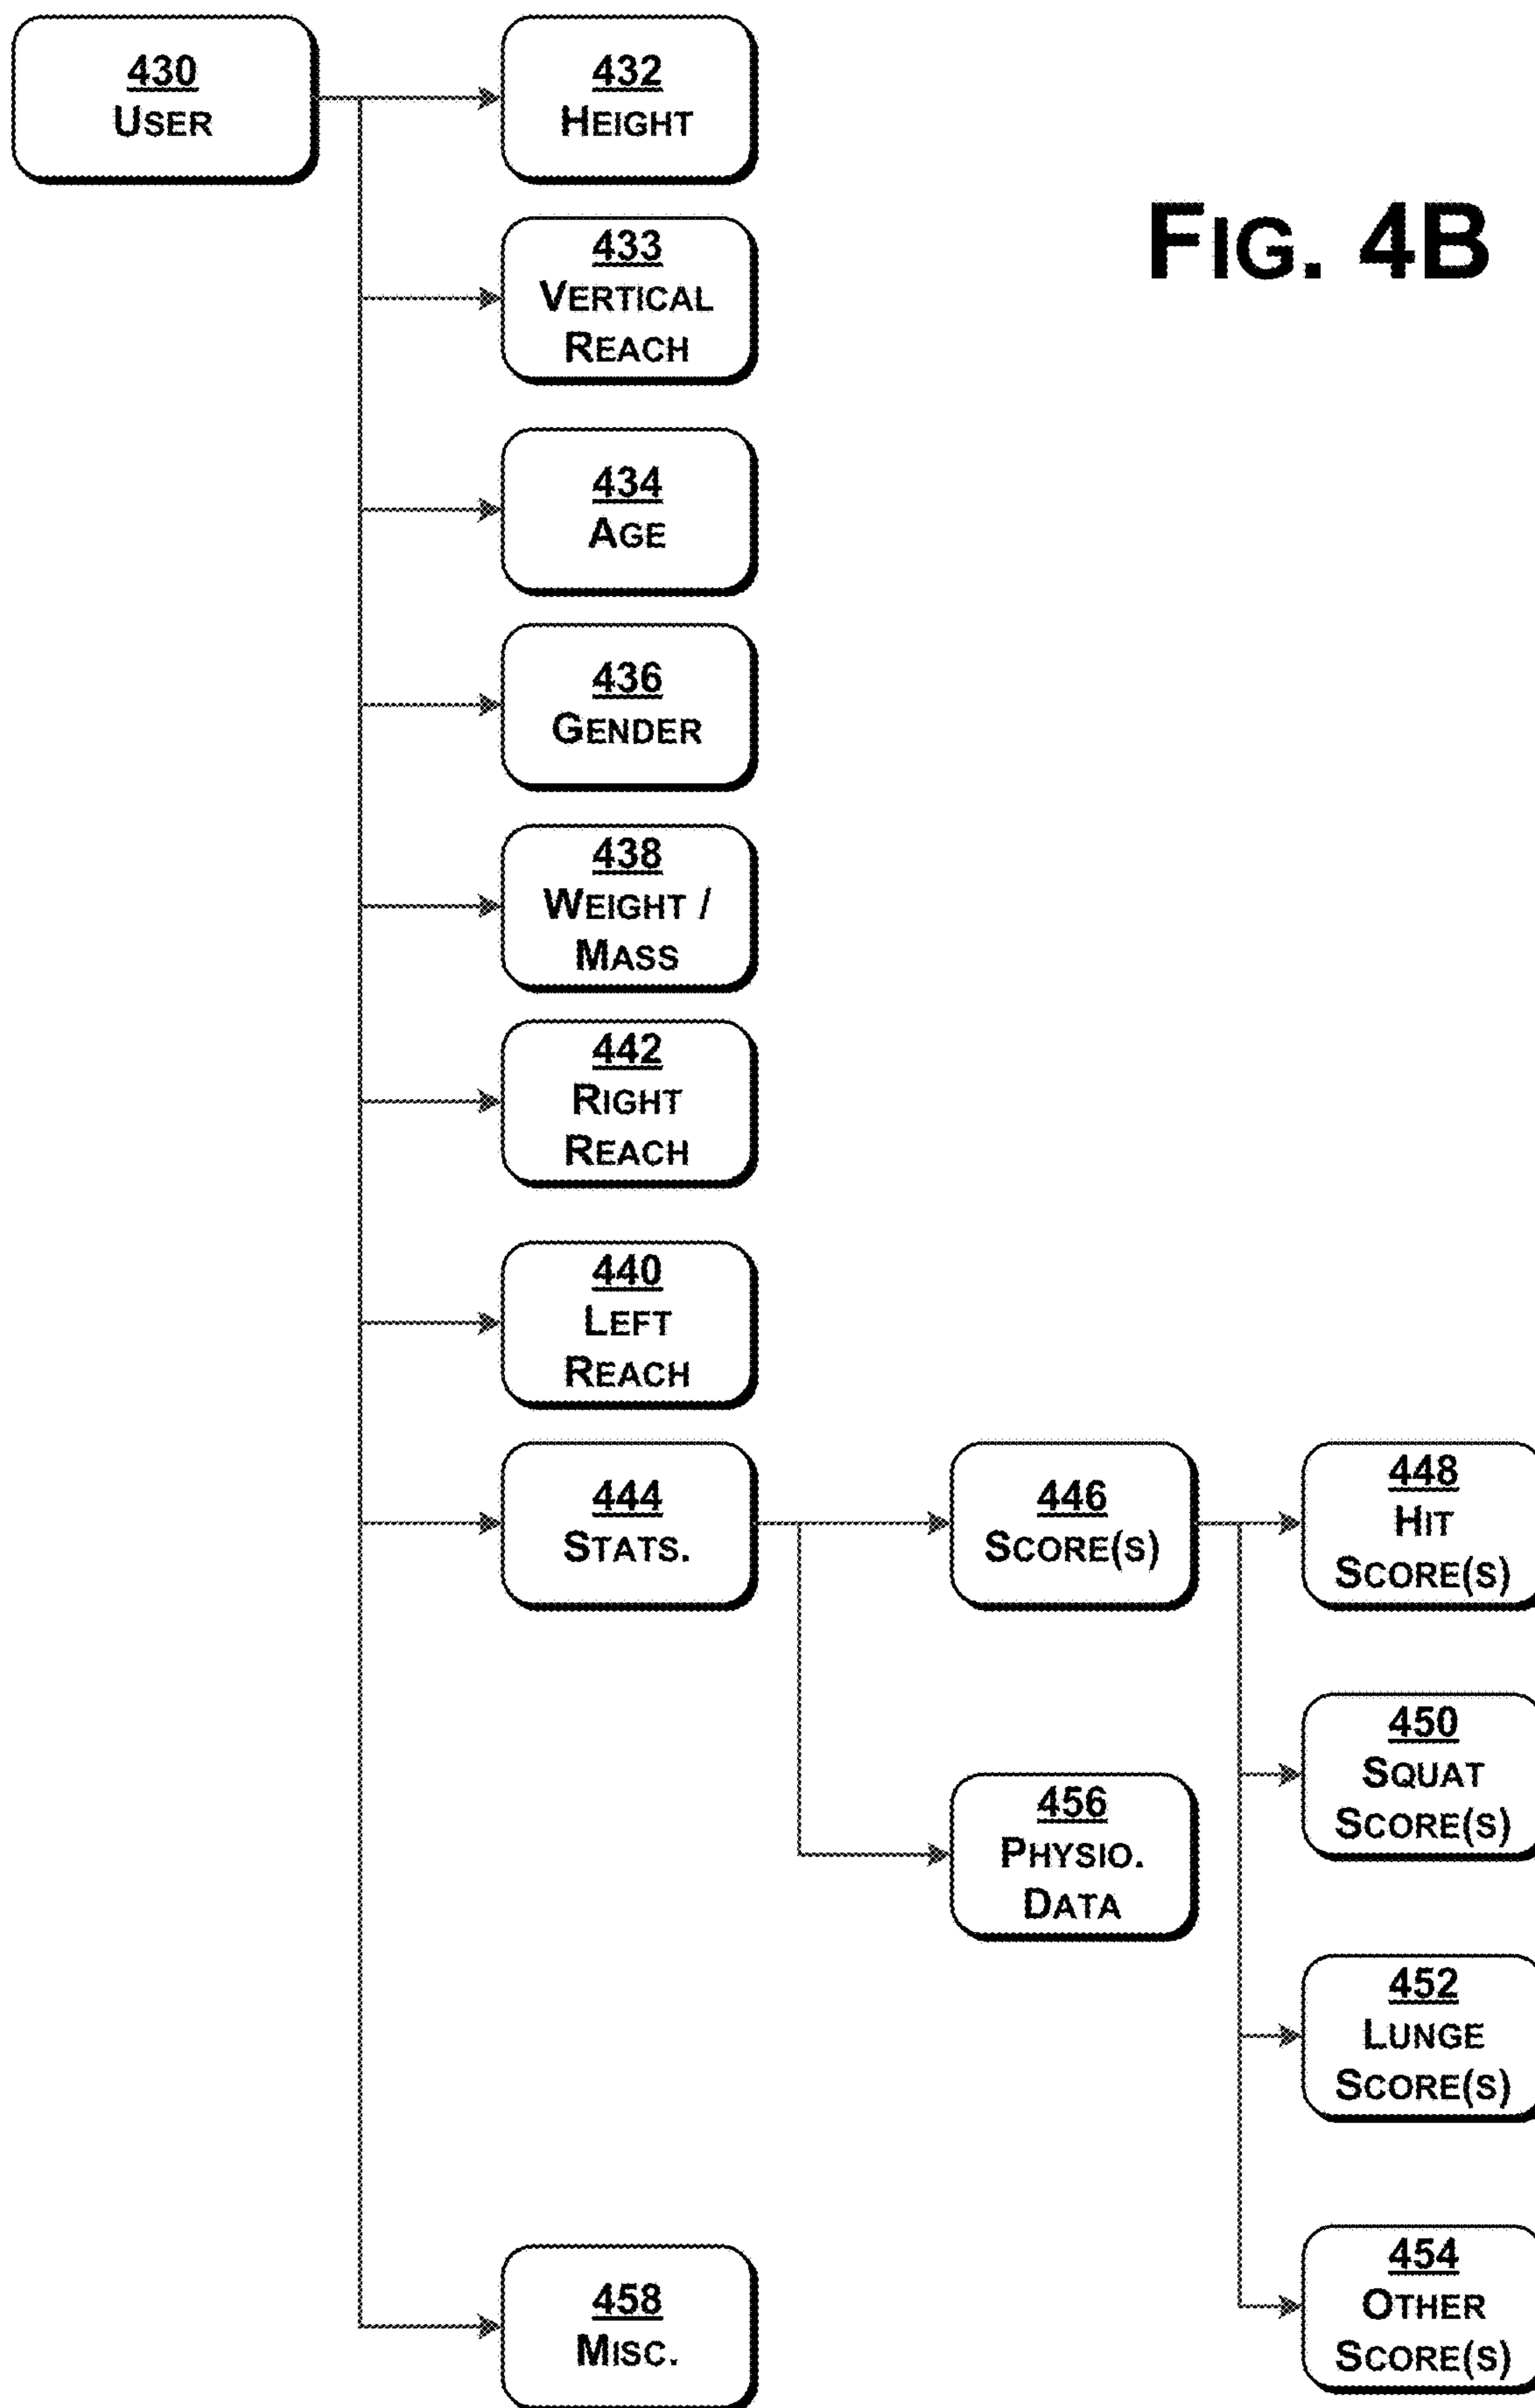 430
USER
432
HEIGHT
FIG. 4B
433
VERTICAL
REACH
434
AGE
436
GENDER
438
WEIGHT /
MASS
442
RIGHT
REACH
440
LEFT
REACH
444
STATS.
446
SCORE(S)
448
HIT
SCORE(S)
450
SQUAT
SCORE(S)
456
PHYSIO.
DATA
452
LUNGE
SCORE(S)
454
OTHER
SCORE(S)
458
MISC.